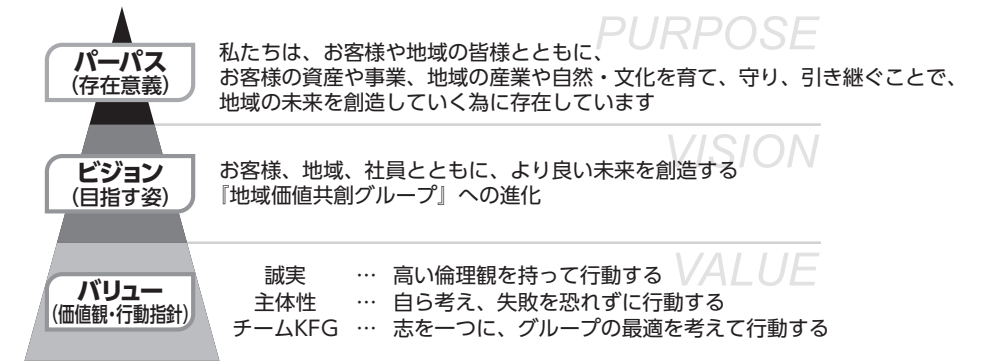 PURPOSE
パーパス
(存在意義)
私たちは、お客様や地域の皆様とともに、
お客様の資産や事業、地域の産業や自然・文化を育て、守り、引き継ぐことで、
地域の未来を創造していく為に存在しています
VISION
ビジョン
(目指す姿)
お客様、地域、社員とともに、より良い未来を創造する
『地域価値共創グループ』への進化
VALUE
バリュー
(価値観・行動指針)
誠実 … 高い倫理観を持って行動する
主体性 … 自ら考え、失敗を恐れずに行動する
チームKFG … 志を一つに、グループの最適を考えて行動する